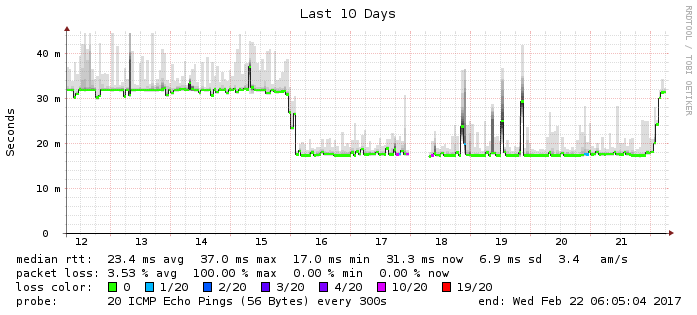 Last 10 Days
RRDTOOL / TOBI OETIKER
Seconds
40 m
30 m
20 m
10 m
0
12 13 14 15 16 17 18 19 20 21
median rtt: 23.4 ms avg 37.0 ms max 17.0 ms min 31.3 ms now 6.9 ms sd 3.4 am/s
packet loss: 3.53 % avg 100.00 % max 0.00 % min 0.00 % now
loss color: 0 1/20 2/20 3/20 4/20 10/20 19/20
probe: 20 ICMP Echo Pings (56 Bytes) every 300s end: Wed Feb 22 06:05:04 2017